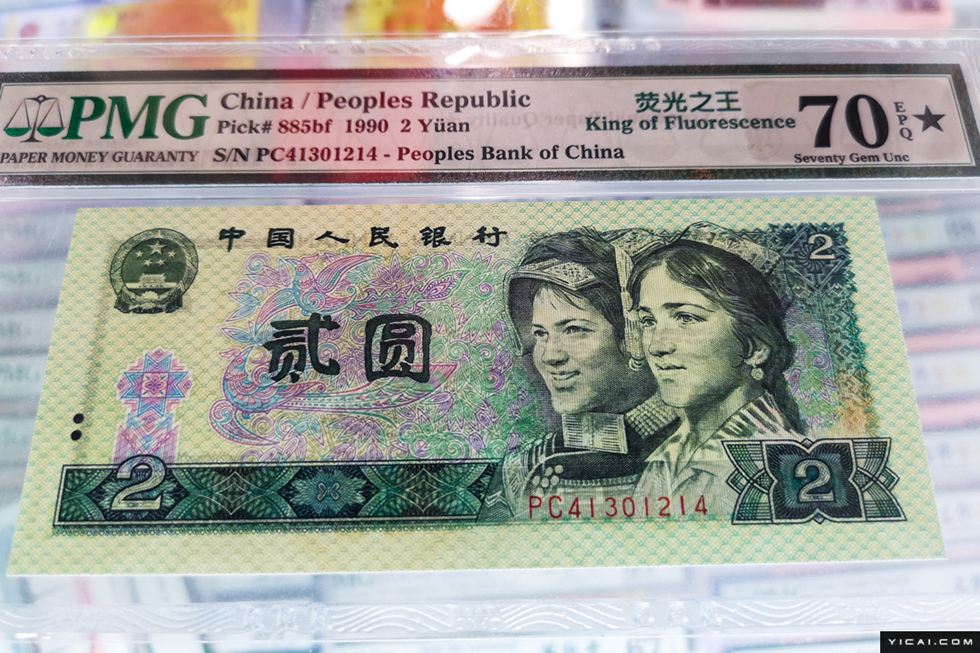 PMG
PAPER MONEY GUARANTY
China / Peoples Republic
Pick# 885bf 1990 2 Yüan
S/N PC41301214 - Peoples Bank of China
荧光之王
King of Fluorescence
70
EPQ
★
Seventy Gem Unc
中国人民银行
2
贰圆
2
PC41301214
2
YICAI.COM